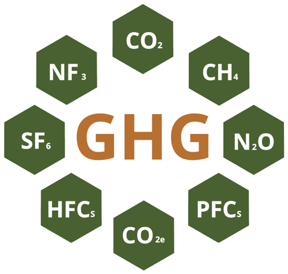 CO₂
NF₃
CH₄
SF₆
GHG
N₂O
HFCs
PFCs
CO₂e